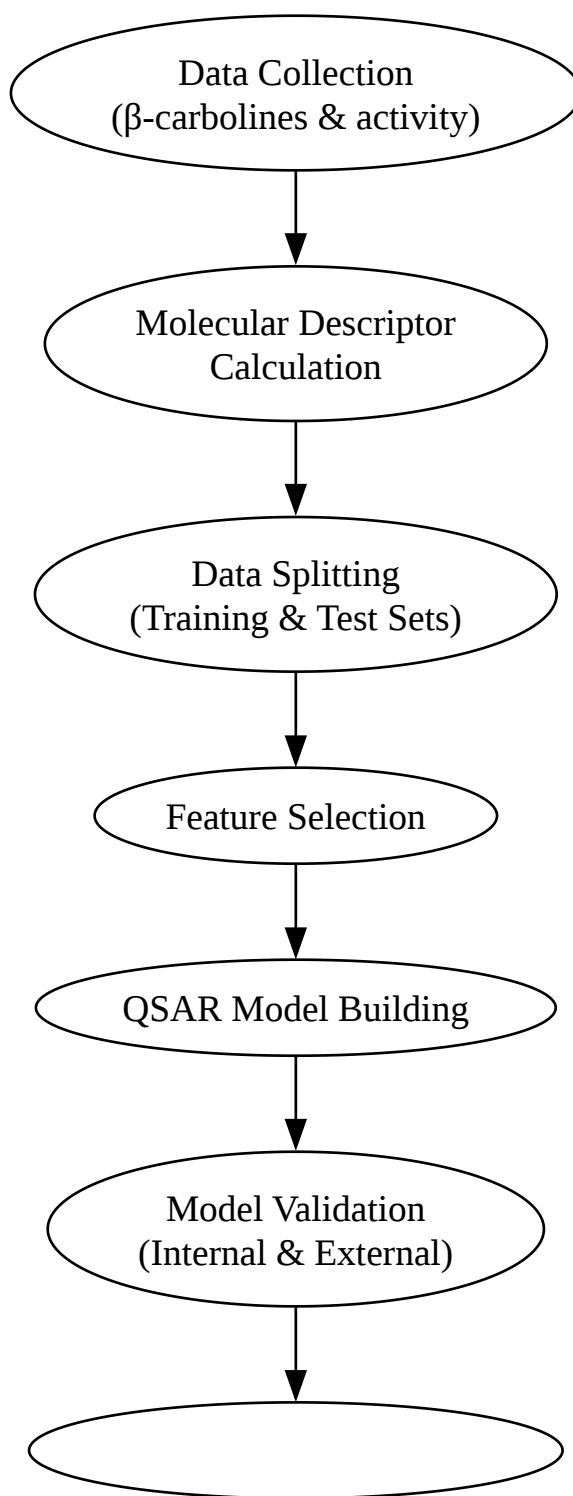 Data Collection
(β-carbolines & activity)
Molecular Descriptor
Calculation
Data Splitting
(Training & Test Sets)
Feature Selection
QSAR Model Building
Model Validation
(Internal & External)